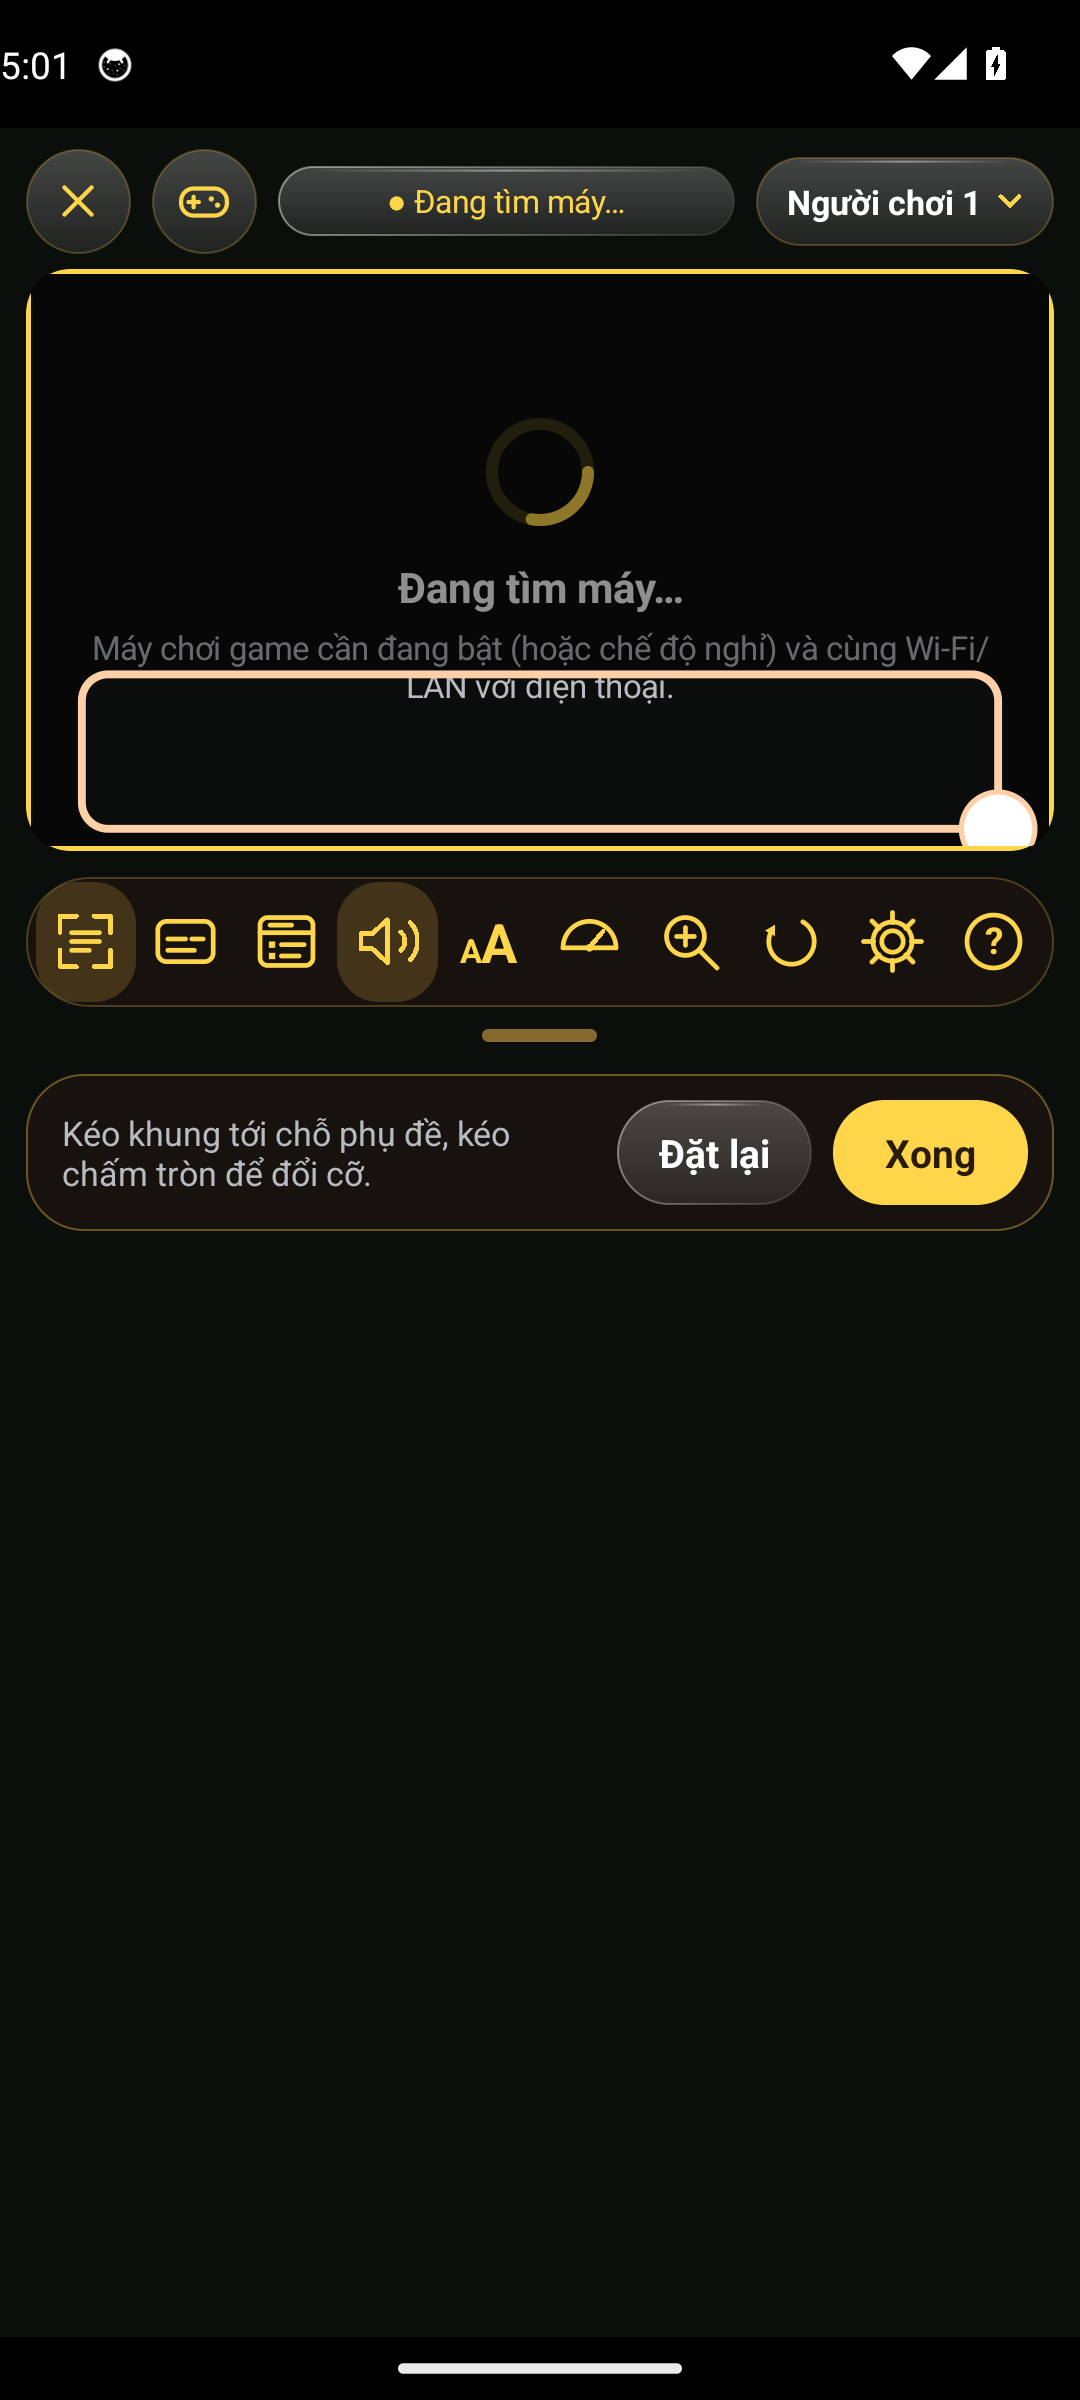 5:01
Đang tìm máy...
Người chơi 1
Đang tìm máy...
Máy chơi game cần đang bật (hoặc chế độ nghỉ) và cùng Wi-Fi/
LAN với điện thoại.
AA
?
Kéo khung tới chỗ phụ đề, kéo
chấm tròn để đổi cỡ.
Đặt lại
Xong